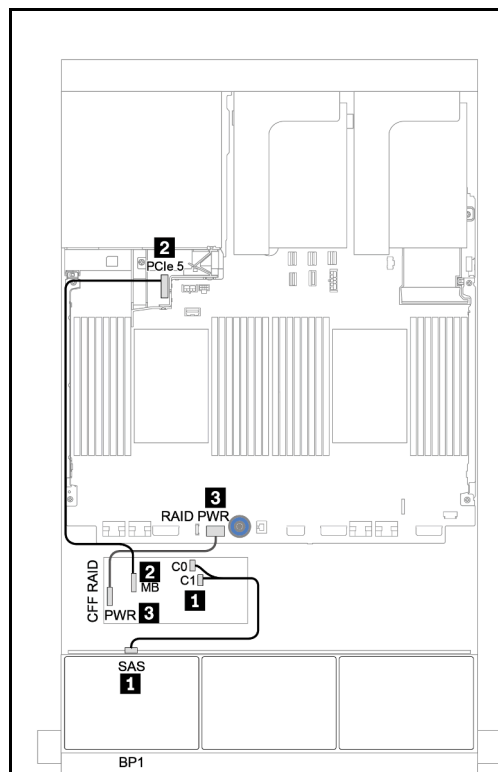 2
PCIe 5
3
RAID PWR
CFF RAID
2
MB
C0
C1
1
PWR 3
SAS
1
BP1